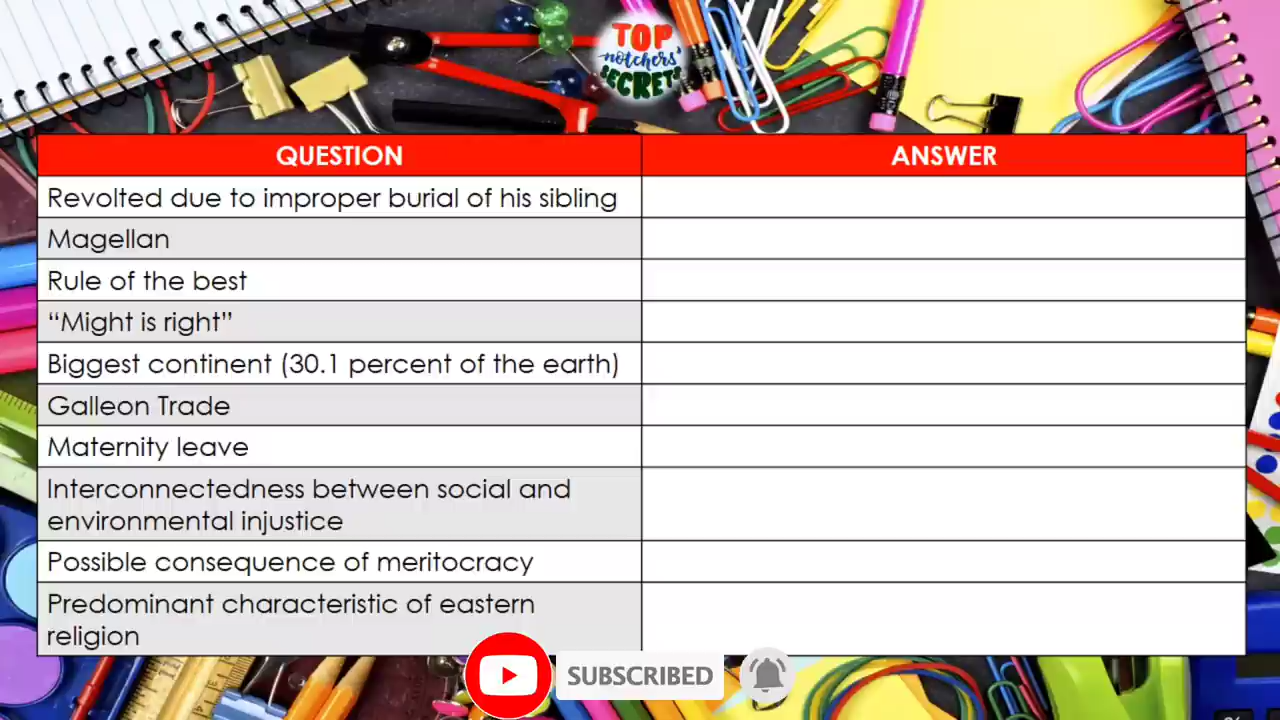 TOP
notchers'
SECRETS
QUESTION
ANSWER
Revolted due to improper burial of his sibling
Magellan
Rule of the best
“Might is right”
Biggest continent (30.1 percent of the earth)
Galleon Trade
Maternity leave
Interconnectedness between social and
environmental injustice
Possible consequence of meritocracy
Predominant characteristic of eastern
religion
SUBSCRIBED